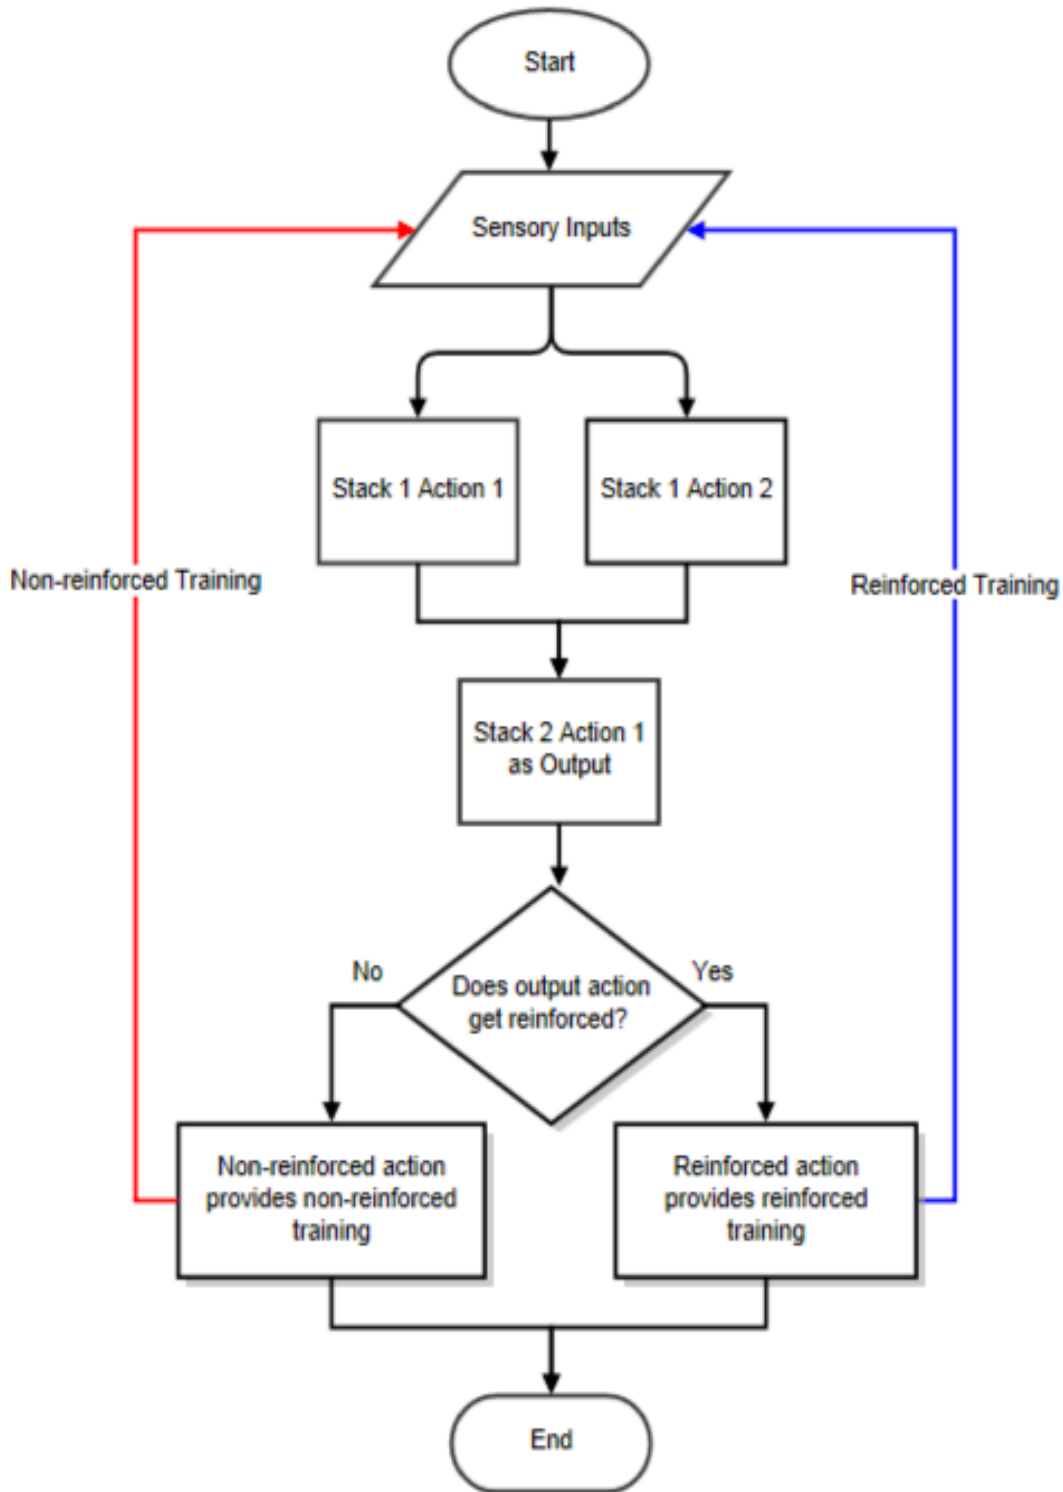 Start
Sensory Inputs
Stack 1 Action 1
Stack 1 Action 2
Non-reinforced Training
Reinforced Training
Stack 2 Action 1
as Output
No
Yes
Does output action
get reinforced?
Non-reinforced action
provides non-reinforced
training
Reinforced action
provides reinforced
training
End